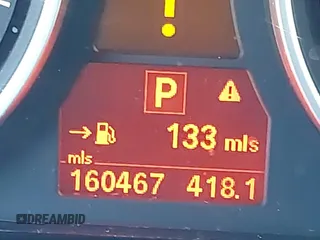 !
P
133 mls
mls
160467 418.1
DREAMBID